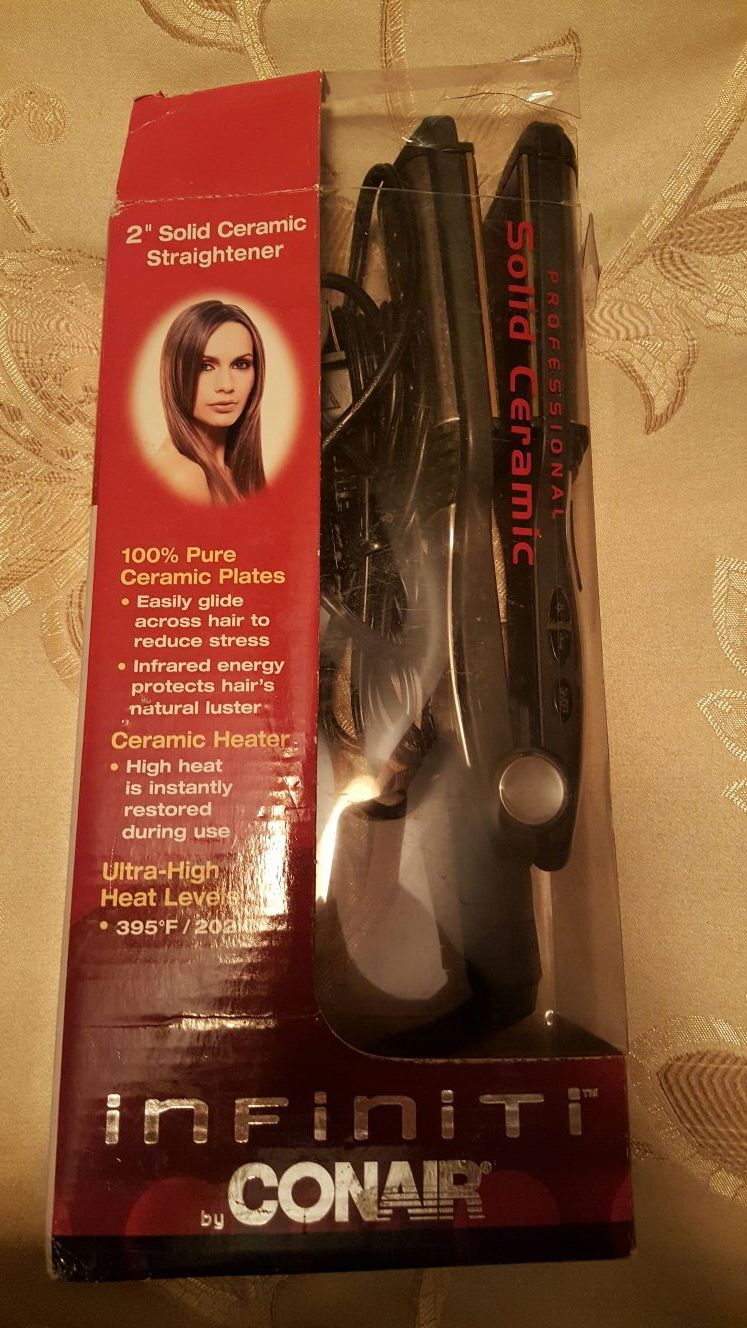 2" Solid Ceramic
Straightener
100% Pure
Ceramic Plates
• Easily glide
across hair to
reduce stress
• Infrared energy
protects hair's
natural luster
Ceramic Heater
• High heat
is instantly
restored
during use
Ultra-High
Heat Levels
• 395°F / 202
PROFESSIONAL
Solid Ceramic
infiniTi™
by CONAIR®